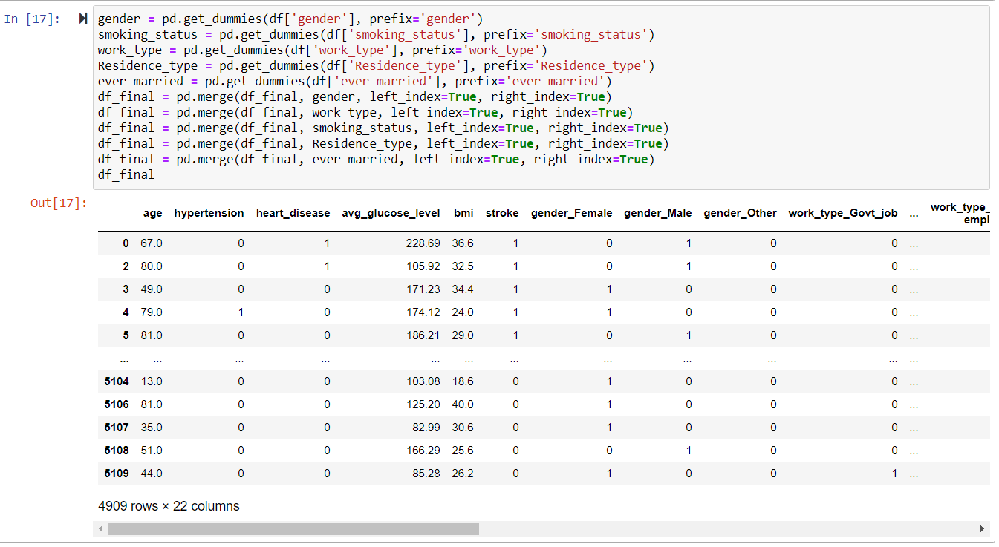 In [17]:
gender = pd.get_dummies(df['gender'], prefix='gender')
smoking_status = pd.get_dummies(df['smoking_status'], prefix='smoking_status')
work_type = pd.get_dummies(df['work_type'], prefix='work_type')
Residence_type = pd.get_dummies(df['Residence_type'], prefix='Residence_type')
ever_married = pd.get_dummies(df['ever_married'], prefix='ever_married')
df_final = pd.merge(df_final, gender, left_index=True, right_index=True)
df_final = pd.merge(df_final, work_type, left_index=True, right_index=True)
df_final = pd.merge(df_final, smoking_status, left_index=True, right_index=True)
df_final = pd.merge(df_final, Residence_type, left_index=True, right_index=True)
df_final = pd.merge(df_final, ever_married, left_index=True, right_index=True)
df_final
Out[17]:
age hypertension heart_disease avg_glucose_level bmi stroke gender_Female gender_Male gender_Other work_type_Govt_job ... work_type_
empl
0 67.0 0 1 228.69 36.6 1 0 1 0 0 ...
2 80.0 0 1 105.92 32.5 1 0 1 0 0 ...
3 49.0 0 0 171.23 34.4 1 1 0 0 0 ...
4 79.0 1 0 174.12 24.0 1 1 0 0 0 ...
5 81.0 0 0 186.21 29.0 1 0 1 0 0 ...
... ... ... ... ... ... ... ... ... ... ... ...
5104 13.0 0 0 103.08 18.6 0 1 0 0 0 ...
5106 81.0 0 0 125.20 40.0 0 1 0 0 0 ...
5107 35.0 0 0 82.99 30.6 0 1 0 0 0 ...
5108 51.0 0 0 166.29 25.6 0 0 1 0 0 ...
5109 44.0 0 0 85.28 26.2 0 1 0 0 1 ...
4909 rows × 22 columns